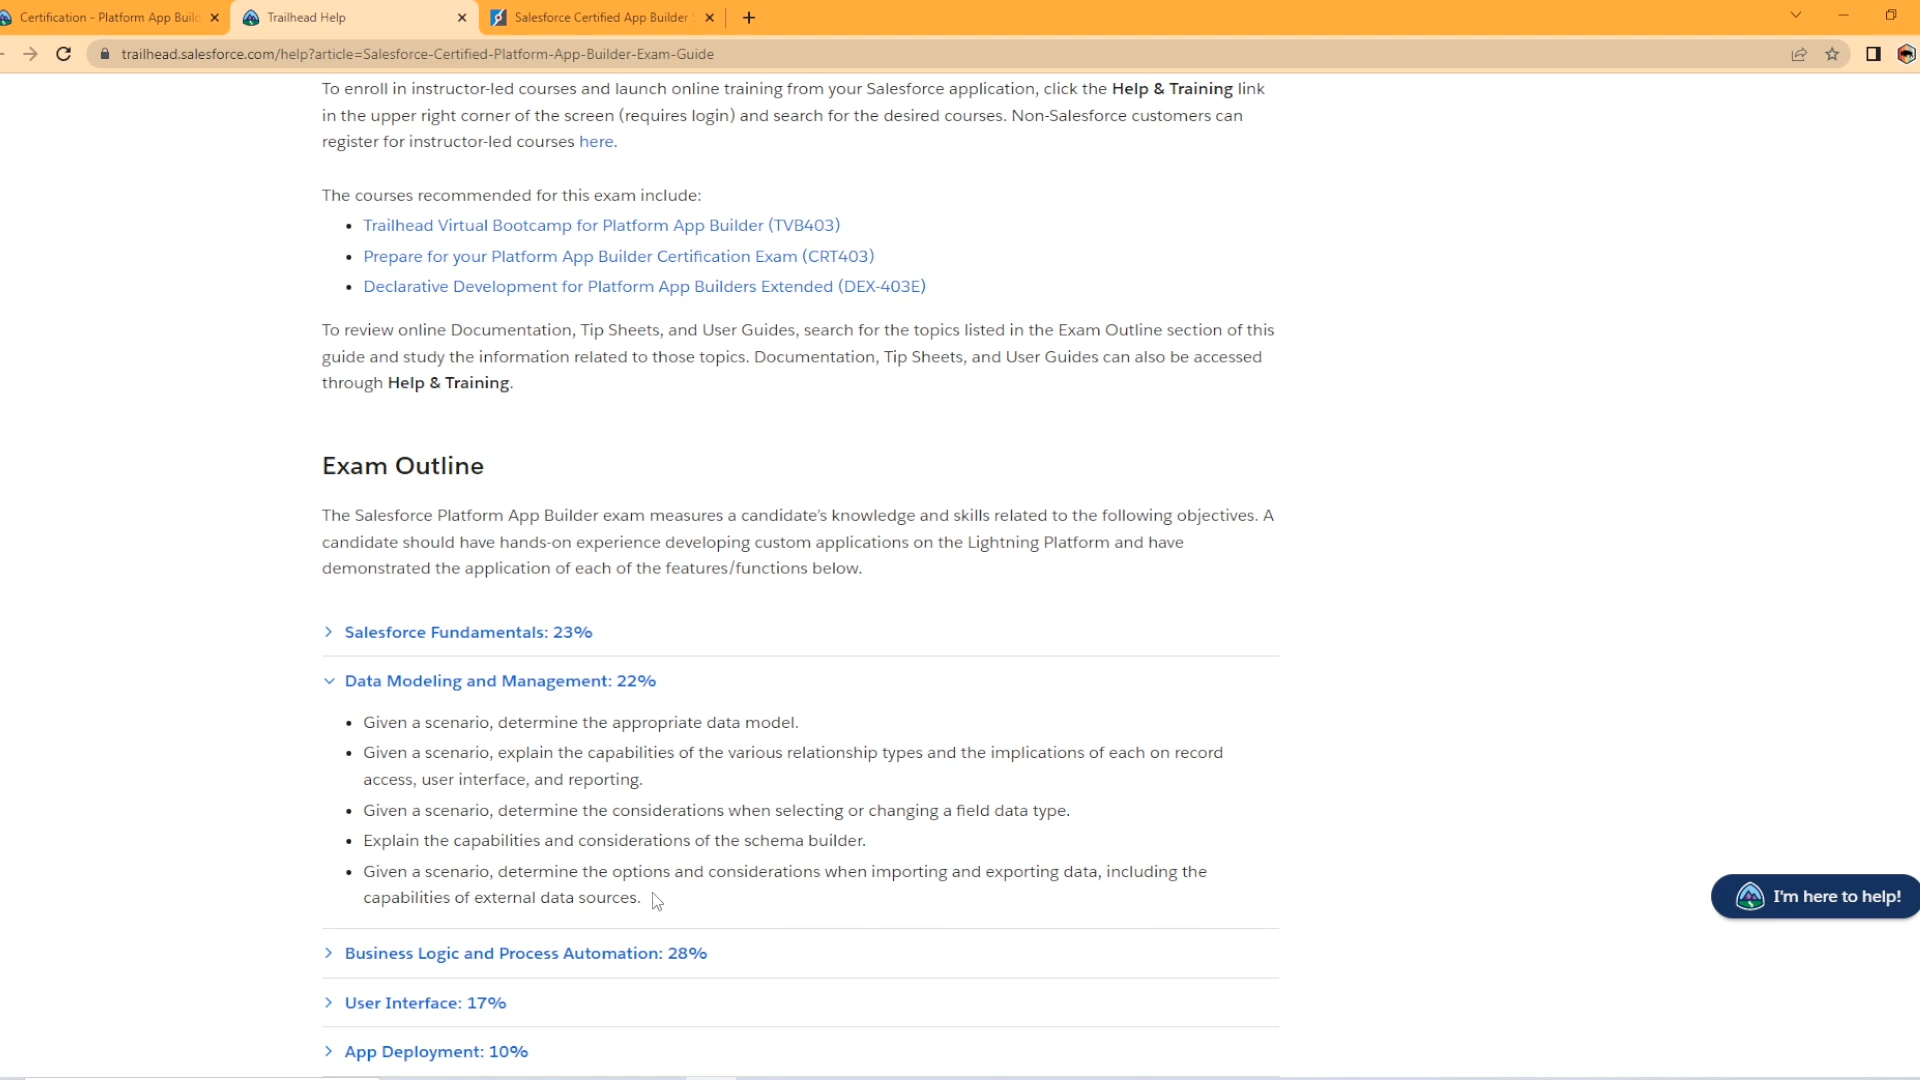 Certification - Platform App Buil
Trailhead Help
Salesforce Certified App Builder
trailhead.salesforce.com/help?article=Salesforce-Certified-Platform-App-Builder-Exam-Guide
To enroll in instructor-led courses and launch online training from your Salesforce application, click the Help & Training link
in the upper right corner of the screen (requires login) and search for the desired courses. Non-Salesforce customers can
register for instructor-led courses here.
The courses recommended for this exam include:
• Trailhead Virtual Bootcamp for Platform App Builder (TVB403)
• Prepare for your Platform App Builder Certification Exam (CRT403)
• Declarative Development for Platform App Builders Extended (DEX-403E)
To review online Documentation, Tip Sheets, and User Guides, search for the topics listed in the Exam Outline section of this
guide and study the information related to those topics. Documentation, Tip Sheets, and User Guides can also be accessed
through Help & Training.
Exam Outline
The Salesforce Platform App Builder exam measures a candidate's knowledge and skills related to the following objectives. A
candidate should have hands-on experience developing custom applications on the Lightning Platform and have
demonstrated the application of each of the features/functions below.
Salesforce Fundamentals: 23%
Data Modeling and Management: 22%
• Given a scenario, determine the appropriate data model.
• Given a scenario, explain the capabilities of the various relationship types and the implications of each on record
access, user interface, and reporting.
• Given a scenario, determine the considerations when selecting or changing a field data type.
• Explain the capabilities and considerations of the schema builder.
• Given a scenario, determine the options and considerations when importing and exporting data, including the
capabilities of external data sources.
I'm here to help!
Business Logic and Process Automation: 28%
User Interface: 17%
App Deployment: 10%